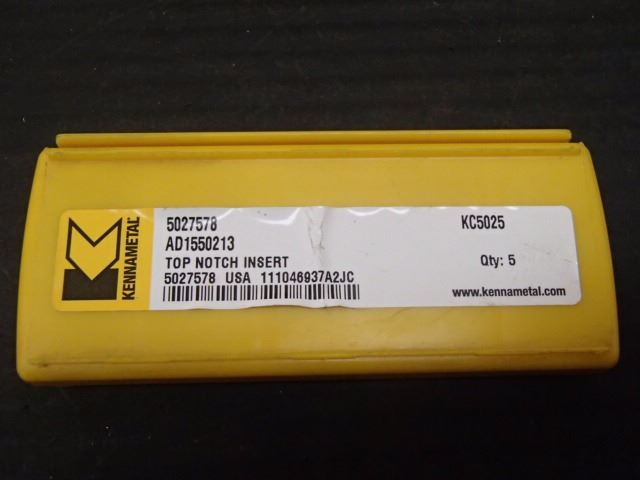 KENNAMETAL
5027578 KC5025
AD1550213
TOP NOTCH INSERT Qty: 5
5027578 USA 111046937A2JC
www.kennametal.com